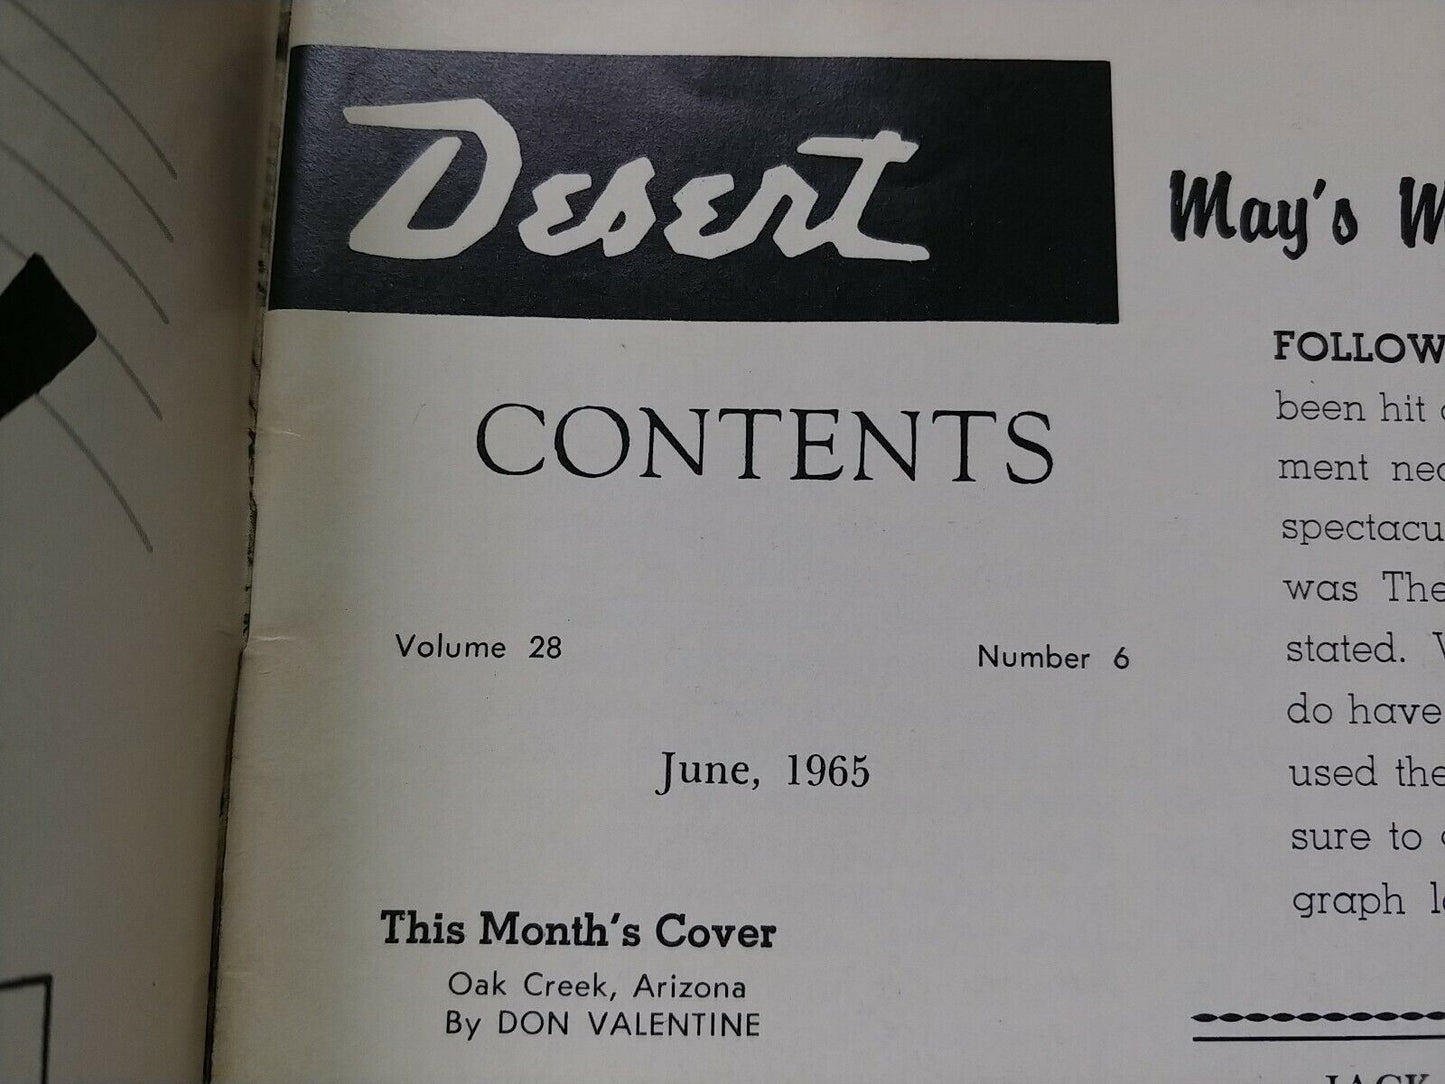 Desert
CONTENTS
Volume 28 Number 6
June, 1965
This Month's Cover
Oak Creek, Arizona
By DON VALENTINE
May's
FOLLOW
been hit
ment
spectacu
was The
stated.
do have
used the
sure to
graph
JACK